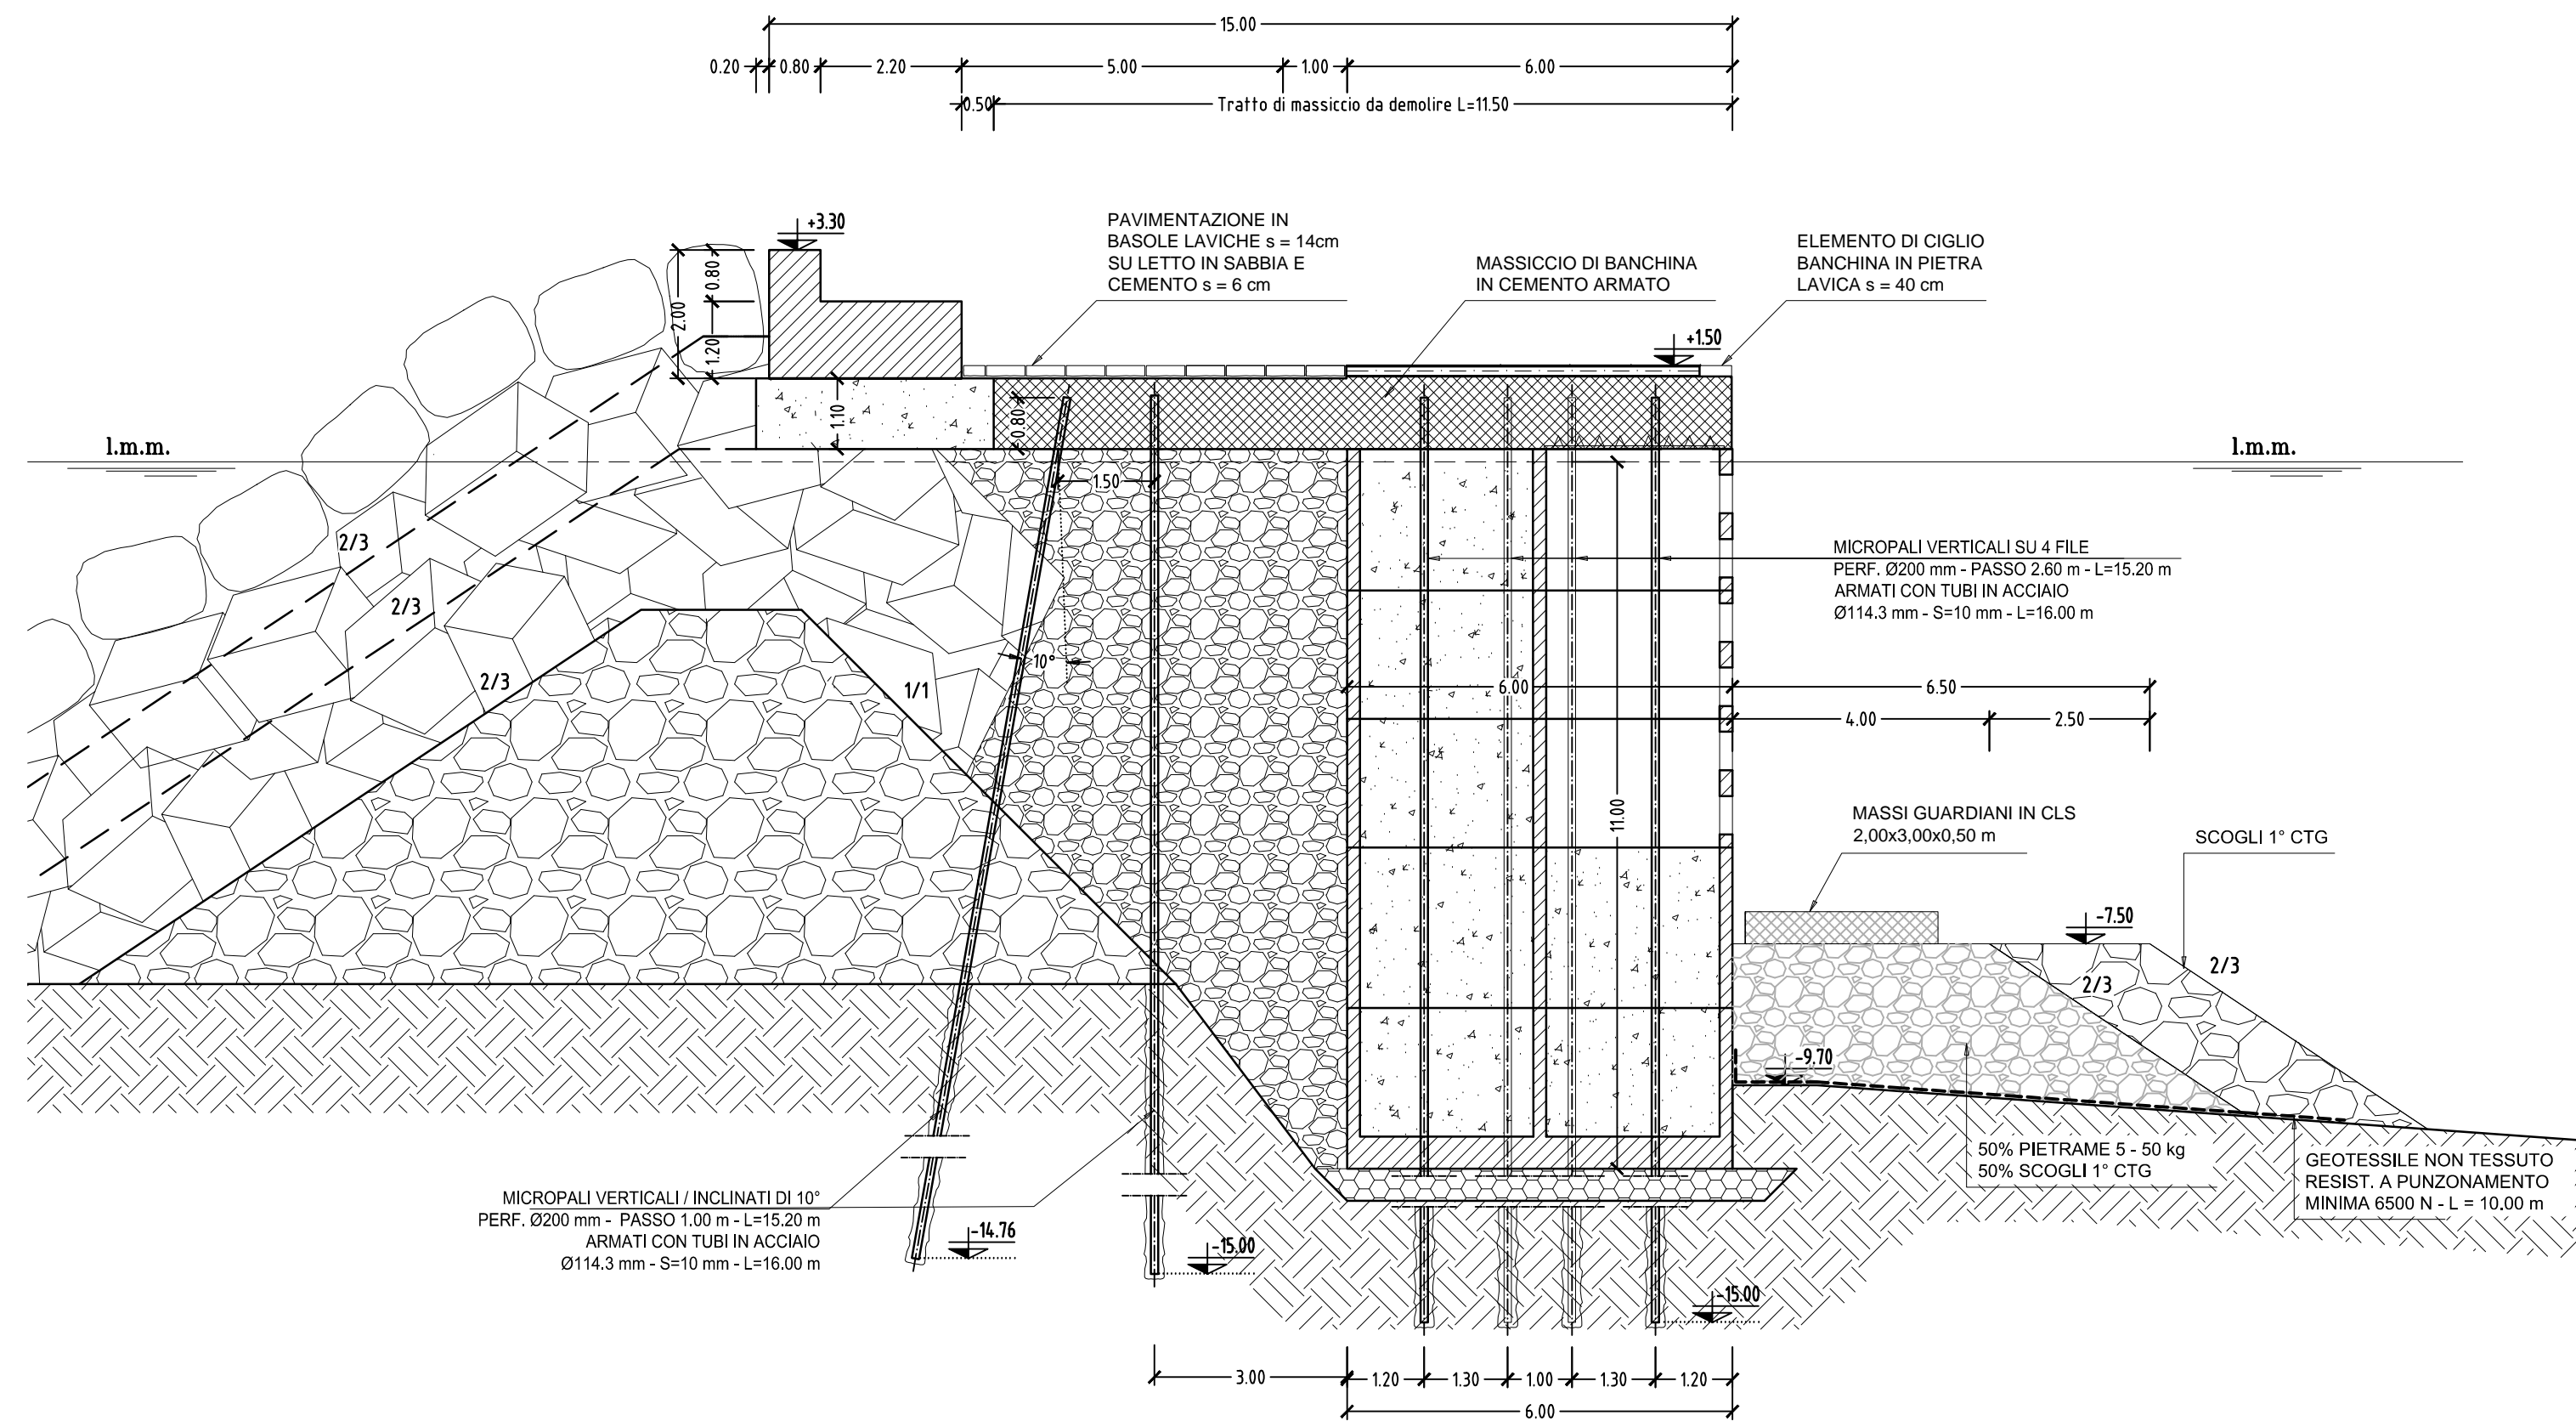 15.00
0.20
0.80
2.20
5.00
1.00
6.00
0.50
Tratto di massiccio da demolire L=11.50
+3.30
PAVIMENTAZIONE IN
BASOLE LAVICHE s = 14cm
SU LETTO IN SABBIA E
CEMENTO s = 6 cm
MASSICCIO DI BANCHINA
IN CEMENTO ARMATO
ELEMENTO DI CIGLIO
BANCHINA IN PIETRA
LAVICA s = 40 cm
2.00
0.80
1.20
+1.50
1.10
0.80
l.m.m.
l.m.m.
1.50
2/3
MICROPALI VERTICALI SU 4 FILE
PERF. Ø200 mm - PASSO 2.60 m - L=15.20 m
ARMATI CON TUBI IN ACCIAIO
Ø114.3 mm - S=10 mm - L=16.00 m
2/3
10°
2/3
1/1
6.00
6.50
4.00
2.50
11.00
MASSI GUARDIANI IN CLS
2,00x3,00x0,50 m
SCOGLI 1° CTG
-7.50
2/3
2/3
-9.70
50% PIETRAME 5 - 50 kg
50% SCOGLI 1° CTG
GEOTESSILE NON TESSUTO
RESIST. A PUNZONAMENTO
MINIMA 6500 N - L = 10.00 m
MICROPALI VERTICALI / INCLINATI DI 10°
PERF. Ø200 mm - PASSO 1.00 m - L=15.20 m
ARMATI CON TUBI IN ACCIAIO
Ø114.3 mm - S=10 mm - L=16.00 m
-14.76
-15.00
-15.00
3.00
1.20
1.30
1.00
1.30
1.20
6.00